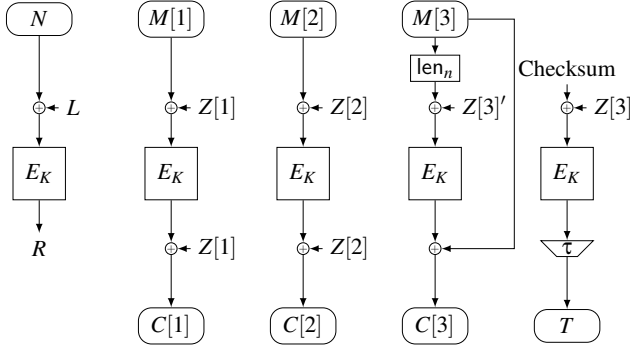 N M[1] M[2] M[3]
len_n Checksum
L Z[1] Z[2] Z[3]′ Z[3]
E_K E_K E_K E_K E_K
R Z[1] Z[2] τ
C[1] C[2] C[3] T